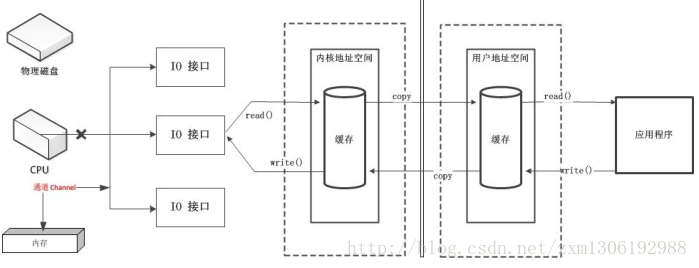 物理磁盘
CPU
通道 Channel
内存
IO 接口
IO 接口
IO 接口
read()
write()
内核地址空间
缓存
copy
copy
用户地址空间
缓存
read()
write()
应用程序
http://blog.csdn.net/zxm1306192988